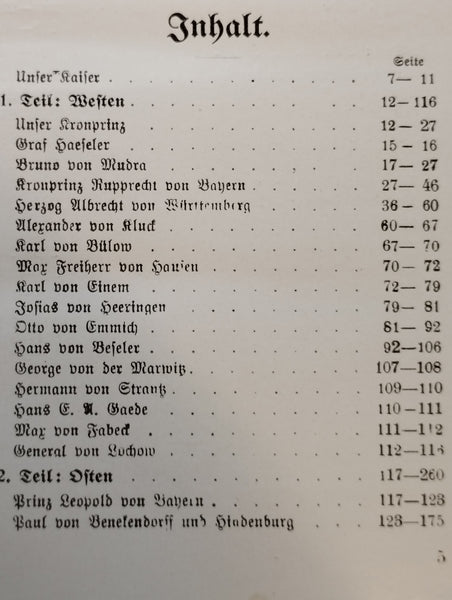 Inhalt.
Seite
Unser Kaiser . . . . . . . . . . . . 7— 11
1. Teil: Westen . . . . . . . . . . . 12—116
Unser Kronprinz . . . . . . . . . . 12— 27
Graf Haeseler . . . . . . . . . . . 15— 16
Bruno von Mudra . . . . . . . . . . 17— 27
Kronprinz Rupprecht von Bayern . . . . . 27— 46
Herzog Albrecht von Württemberg . . . . . 36— 60
Alexander von Kluck . . . . . . . . . 60— 67
Karl von Bülow . . . . . . . . . . 67— 70
Max Freiherr von Hausen . . . . . . . . 70— 72
Karl von Einem . . . . . . . . . . 72— 79
Josias von Heeringen . . . . . . . . . 79— 81
Otto von Emmich . . . . . . . . . . 81— 92
Hans von Beseler . . . . . . . . . . 92—106
George von der Marwitz . . . . . . . . 107—108
Hermann von Strantz . . . . . . . . . 109—110
Hans E. A. Gaede . . . . . . . . . . 110—111
Max von Fabeck . . . . . . . . . . 111—112
General von Lochow . . . . . . . . . 112—116
2. Teil: Osten . . . . . . . . . . . 117—260
Prinz Leopold von Bayern . . . . . . . 117—123
Paul von Benekendorff und Hindenburg . . . 123—175
5